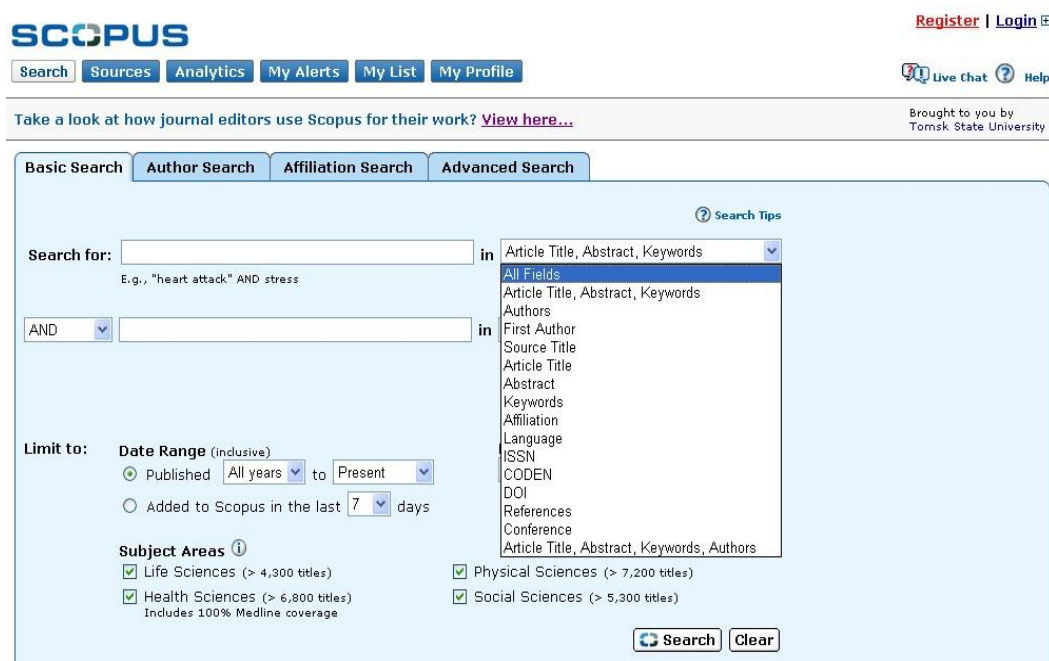 Register | Login
SCOPUS
Search Sources Analytics My Alerts My List My Profile
Live Chat Help
Take a look at how journal editors use Scopus for their work? View here...
Brought to you by
Tomsk State University
Basic Search Author Search Affiliation Search Advanced Search
Search Tips
Search for: in Article Title, Abstract, Keywords
E.g., "heart attack" AND stress
All Fields
Article Title, Abstract, Keywords
Authors
First Author
Source Title
Article Title
Abstract
Keywords
Affiliation
Language
ISSN
CODEN
DOI
References
Conference
Article Title, Abstract, Keywords, Authors
AND in
Limit to: Date Range (inclusive)
Published All years to Present
Added to Scopus in the last 7 days
Subject Areas
Life Sciences (> 4,300 titles) Physical Sciences (> 7,200 titles)
Health Sciences (> 6,800 titles) Social Sciences (> 5,300 titles)
Includes 100% Medline coverage
Search Clear